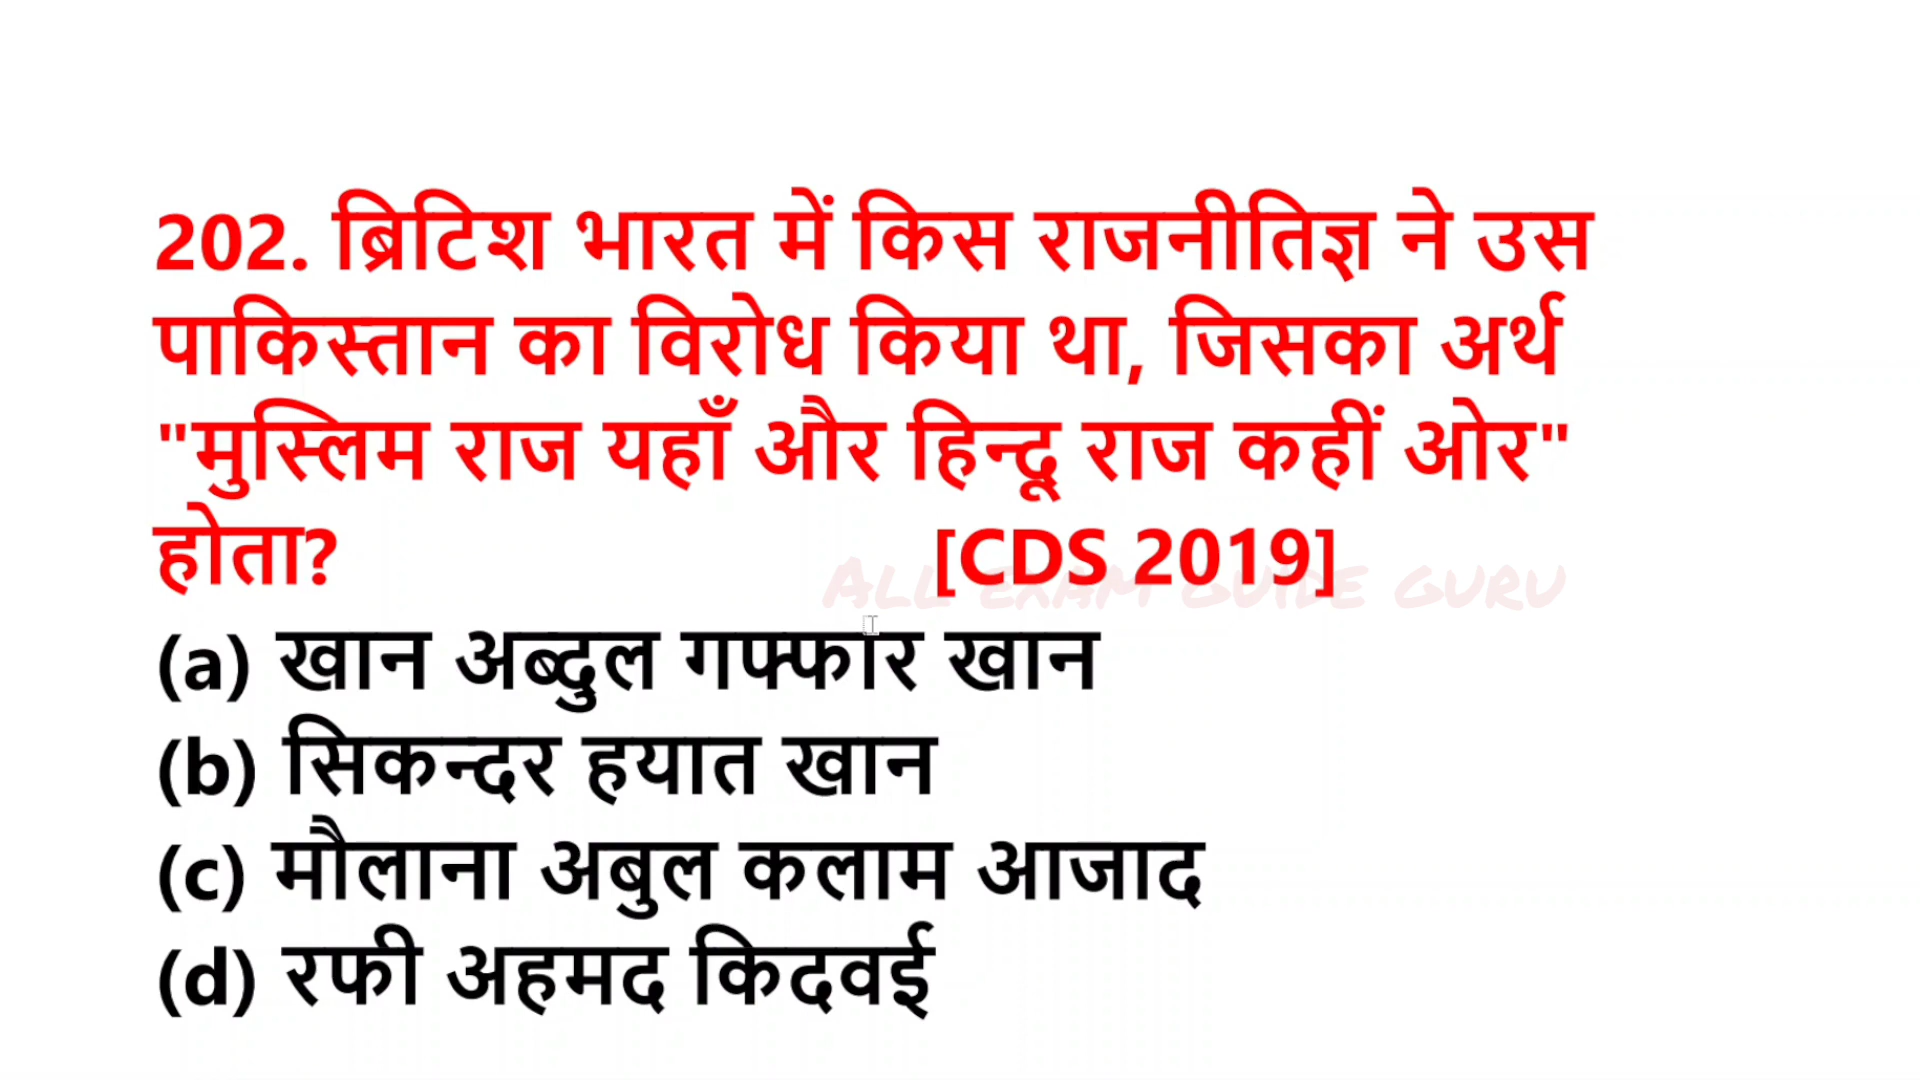 202. ब्रिटिश भारत में किस राजनीतिज्ञ ने उस
पाकिस्तान का विरोध किया था, जिसका अर्थ
"मुस्लिम राज यहाँ और हिन्दू राज कहीं ओर"
होता? [CDS 2019]
ALL EXAM GUIDE GURU
(a) खान अब्दुल गफ्फार खान
(b) सिकन्दर हयात खान
(c) मौलाना अबुल कलाम आजाद
(d) रफी अहमद किदवई